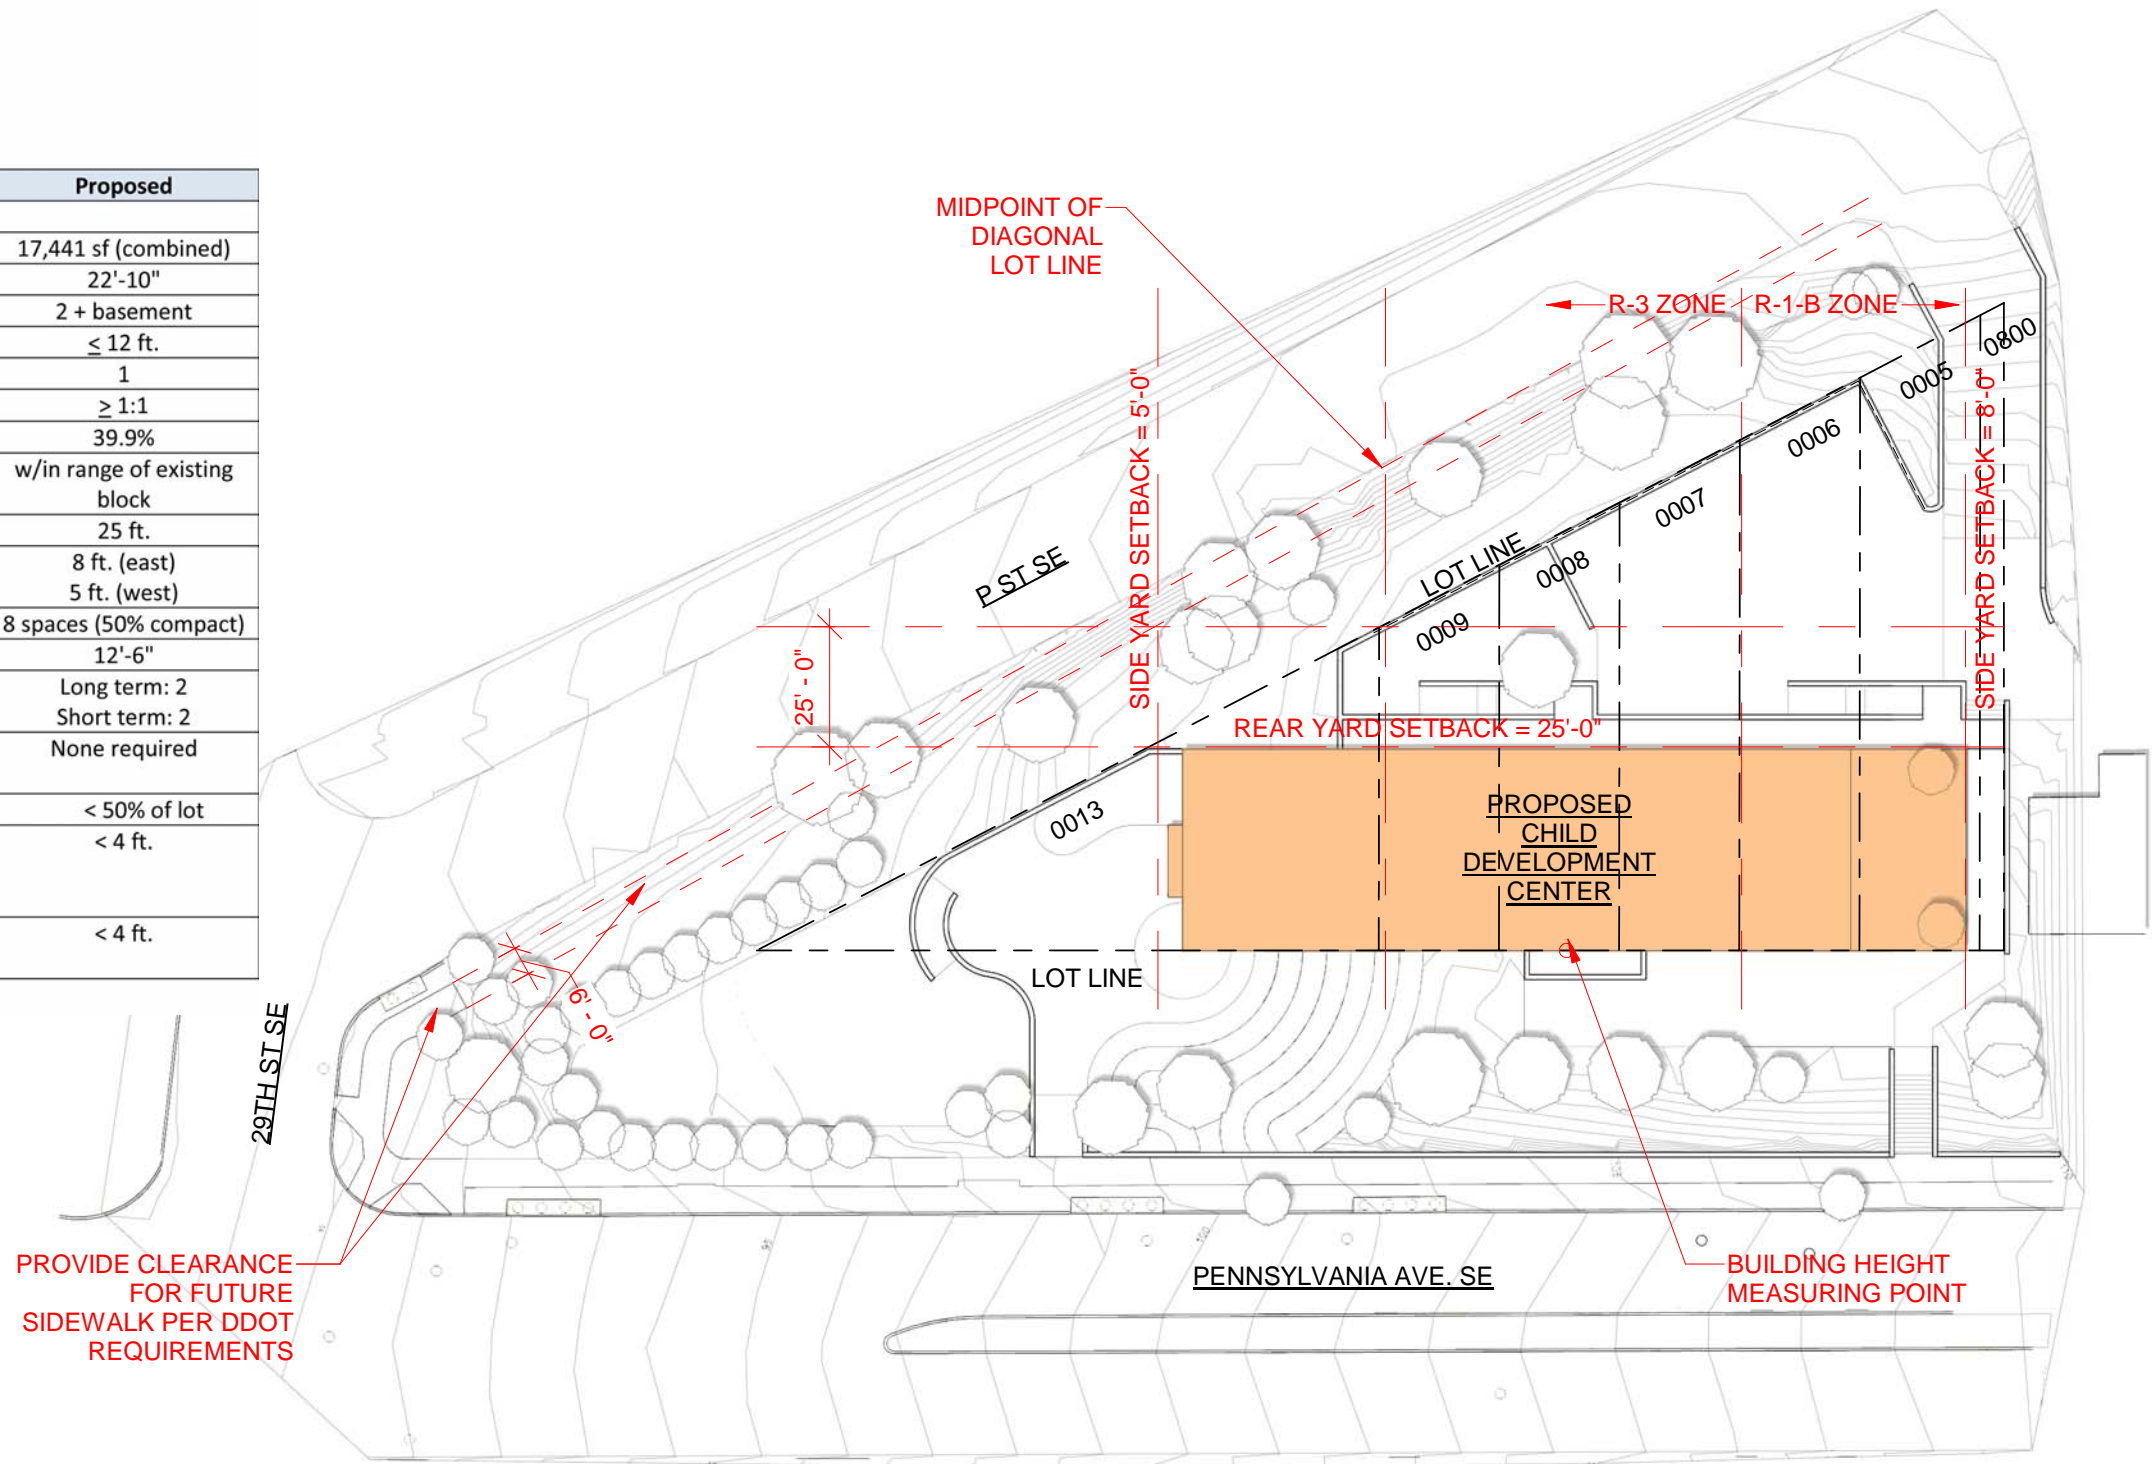 Proposed
17,441 sf (combined)
22'-10"
2 + basement
≤ 12 ft.
1
≥ 1:1
39.9%
w/in range of existing
block
25 ft.
8 ft. (east)
5 ft. (west)
8 spaces (50% compact)
12'-6"
Long term: 2
Short term: 2
None required
< 50% of lot
< 4 ft.
< 4 ft.
MIDPOINT OF
DIAGONAL
LOT LINE
R-3 ZONE
R-1-B ZONE
0800
0005
0006
0007
0008
0009
0013
SIDE YARD SETBACK = 5'-0"
SIDE YARD SETBACK = 8'-0"
LOT LINE
P ST SE
25' - 0"
REAR YARD SETBACK = 25'-0"
PROPOSED
CHILD
DEVELOPMENT
CENTER
LOT LINE
6' - 0"
29TH ST SE
PROVIDE CLEARANCE
FOR FUTURE
SIDEWALK PER DDOT
REQUIREMENTS
PENNSYLVANIA AVE. SE
BUILDING HEIGHT
MEASURING POINT